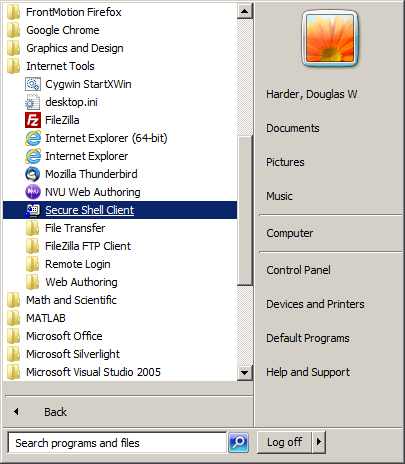 FrontMotion Firefox
Google Chrome
Graphics and Design
Internet Tools
Cygwin StartXWin
desktop.ini
FileZilla
Internet Explorer (64-bit)
Internet Explorer
Mozilla Thunderbird
NVU Web Authoring
Secure Shell Client
File Transfer
FileZilla FTP Client
Remote Login
Web Authoring
Math and Scientific
MATLAB
Microsoft Office
Microsoft Silverlight
Microsoft Visual Studio 2005
Back
Search programs and files
Harder, Douglas W
Documents
Pictures
Music
Computer
Control Panel
Devices and Printers
Default Programs
Help and Support
Log off